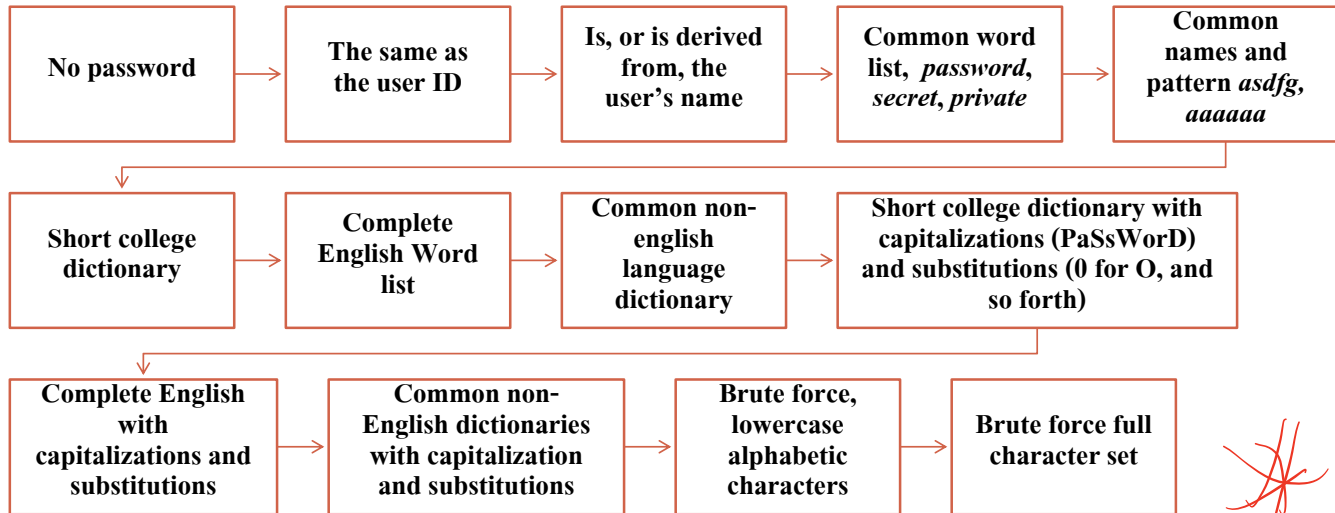 No password
The same as
the user ID
Is, or is derived
from, the
user’s name
Common word
list, password,
secret, private
Common
names and
pattern asdfg,
aaaaaa
Short college
dictionary
Complete
English Word
list
Common non-
english
language
dictionary
Short college dictionary with
capitalizations (PaSsWorD)
and substitutions (0 for O, and
so forth)
Complete English
with
capitalizations and
substitutions
Common non-
English dictionaries
with capitalization
and substitutions
Brute force,
lowercase
alphabetic
characters
Brute force full
character set